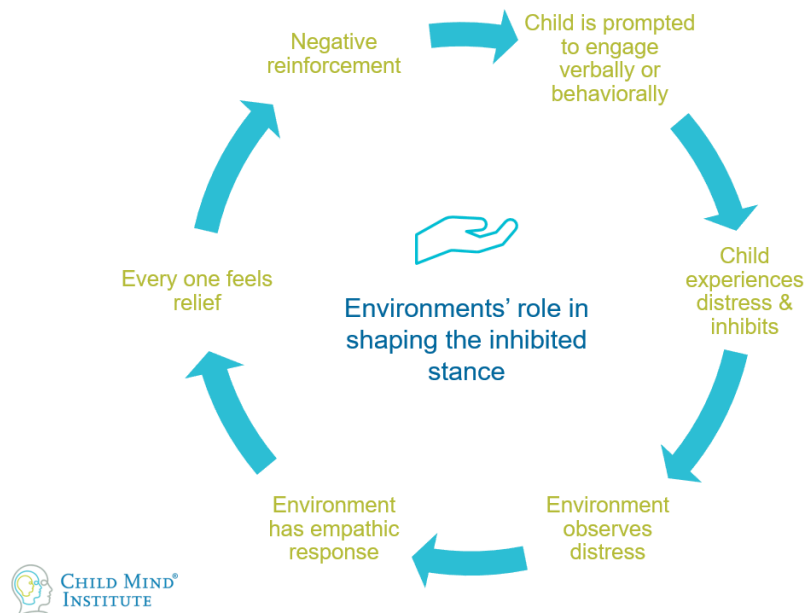 Negative
reinforcement
Child is prompted
to engage
verbally or
behaviorally
Child
experiences
distress &
inhibits
Environment
observes
distress
Environment
has empathic
response
Every one feels
relief
Environments' role in
shaping the inhibited
stance
CHILD MIND®
INSTITUTE